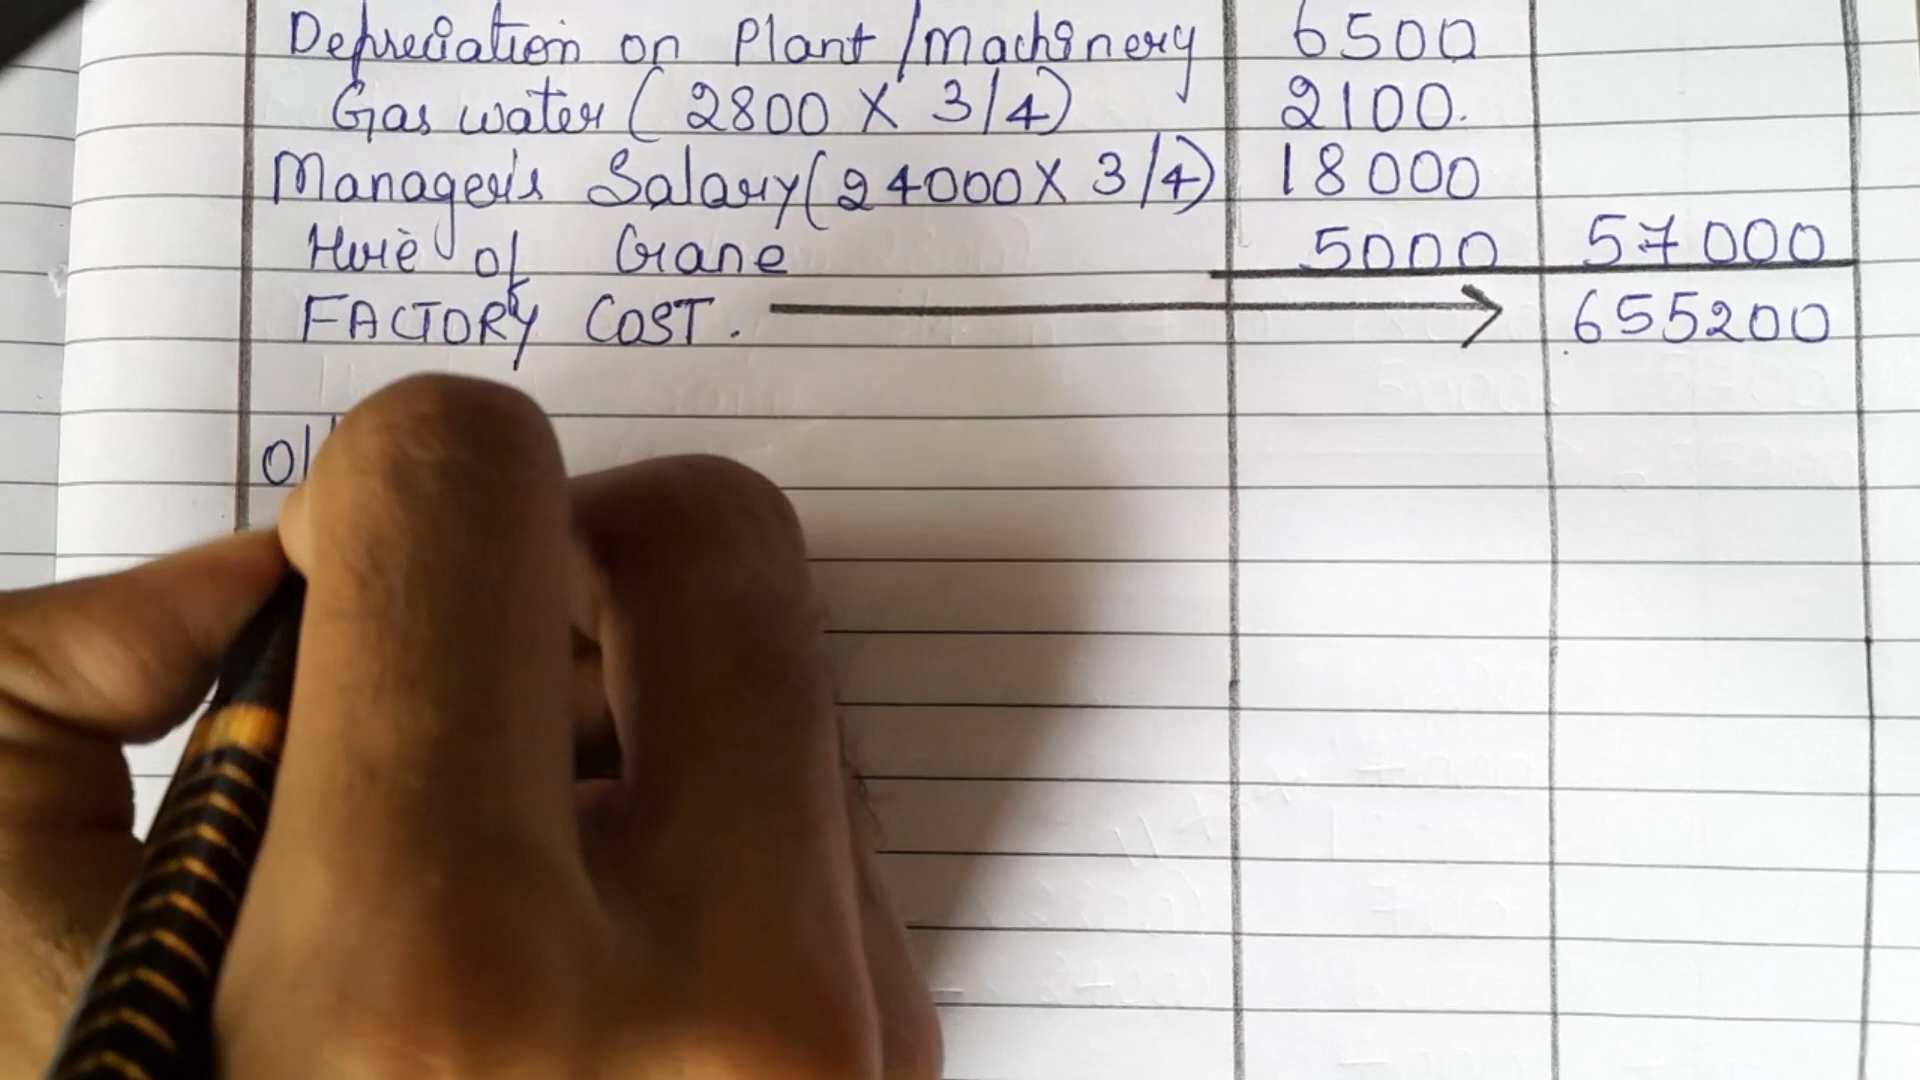 Depreciation on Plant/Machinery 6500
Gas water (2800 X 3/4) 2100.
Manager's Salary (24000 X 3/4) 18000
Hire of Crane 5000 57000
FACTORY COST. 655200